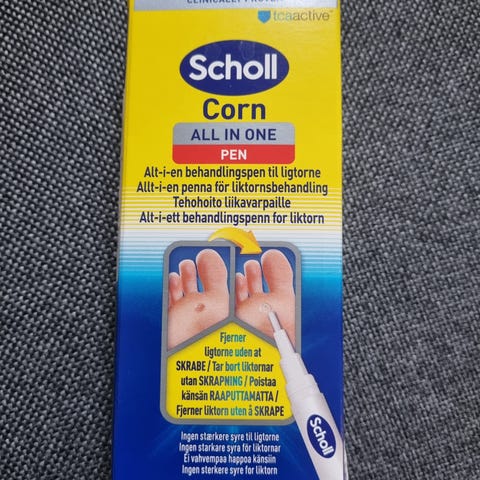 CLINICALLY PROVEN
tcaactive
Scholl
Corn
ALL IN ONE
PEN
Alt-i-en behandlingspen til ligtorne
Allt-i-en penna för liktornsbehandling
Tehohoito liikavarpaille
Alt-i-ett behandlingspenn for liktorn
Fjerner
ligtorne uden at
SKRABE / Tar bort liktornar
utan SKRAPNING / Poistaa
känsän RAAPUTTAMATTA /
Fjerner liktorn uten å SKRAPE
Scholl
Ingen stærkere syre til ligtorne
Ingen starkare syra för liktornar
Ei vahvempaa happoa känsiin
Ingen sterkere syre for liktorn